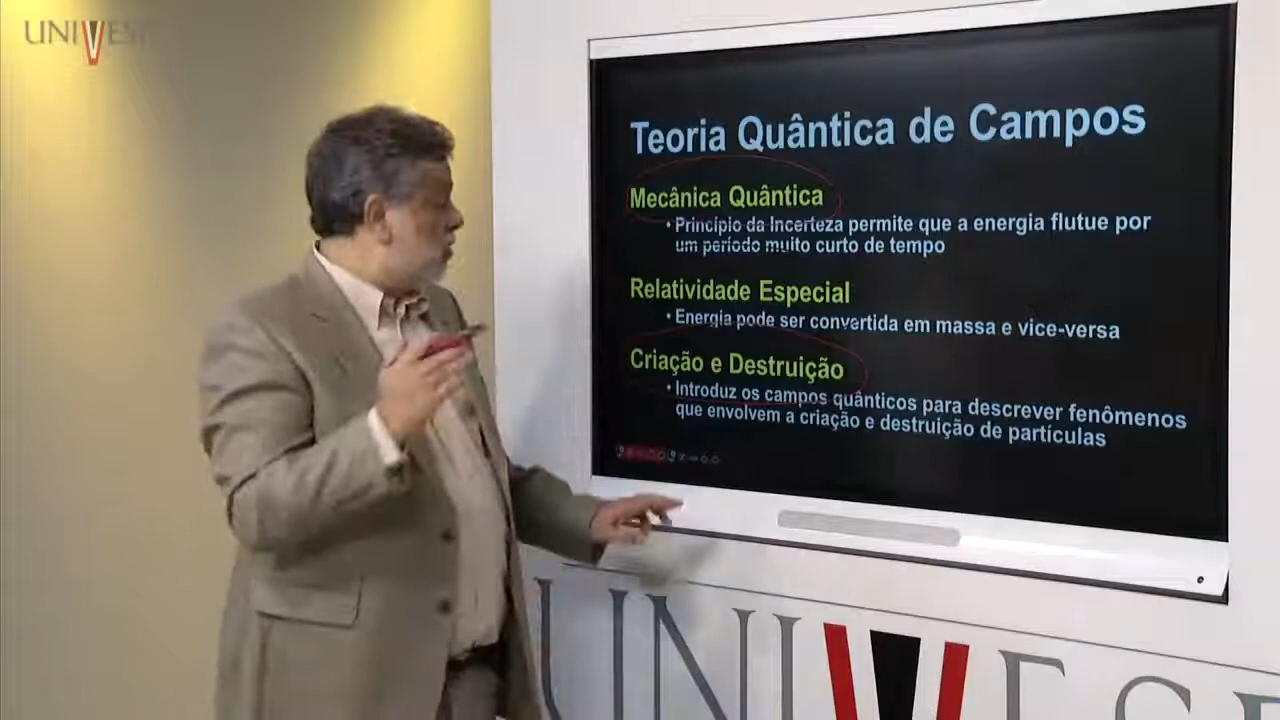 UNIVESP
Teoria Quântica de Campos
Mecânica Quântica
• Princípio da Incerteza permite que a energia flutue por
um período muito curto de tempo
Relatividade Especial
• Energia pode ser convertida em massa e vice-versa
Criação e Destruição
• Introduz os campos quânticos para descrever fenômenos
que envolvem a criação e destruição de partículas
UNIVESP